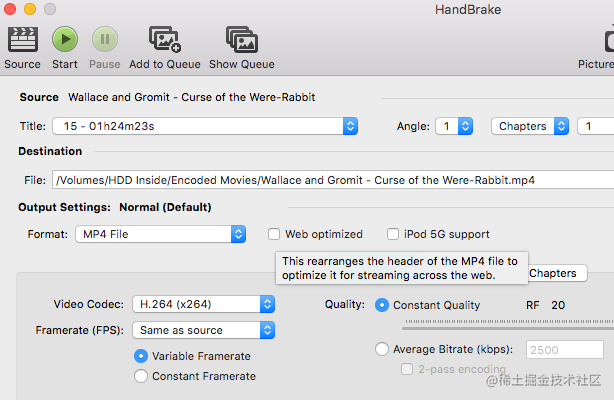 HandBrake
Source Start Pause Add to Queue Show Queue Picture
Source Wallace and Gromit - Curse of the Were-Rabbit
Title: 15 - 01h24m23s Angle: 1 Chapters 1
Destination
File: /Volumes/HDD Inside/Encoded Movies/Wallace and Gromit - Curse of the Were-Rabbit.mp4
Output Settings: Normal (Default)
Format: MP4 File Web optimized iPod 5G support
This rearranges the header of the MP4 file to
optimize it for streaming across the web.
Chapters
Video Codec: H.264 (x264) Quality: Constant Quality RF 20
Framerate (FPS): Same as source
Variable Framerate Average Bitrate (kbps): 2500
Constant Framerate 2-pass encoding
@稀土掘金技术社区